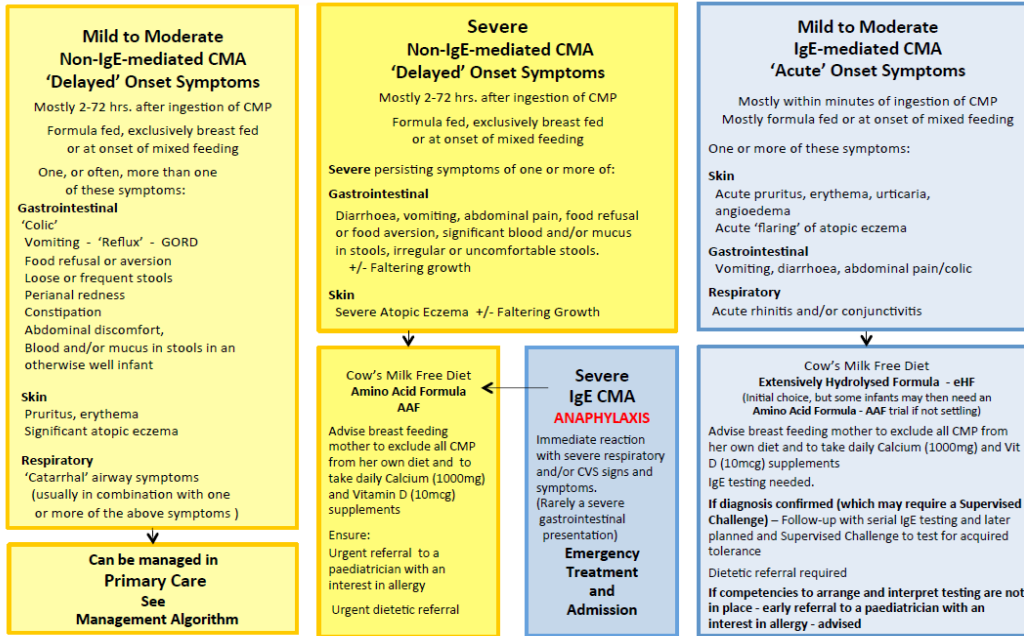 Mild to Moderate
Non-IgE-mediated CMA
‘Delayed’ Onset Symptoms
Mostly 2-72 hrs. after ingestion of CMP
Formula fed, exclusively breast fed
or at onset of mixed feeding
One, or often, more than one
of these symptoms:
Gastrointestinal
‘Colic’
Vomiting - ‘Reflux’ - GORD
Food refusal or aversion
Loose or frequent stools
Perianal redness
Constipation
Abdominal discomfort,
Blood and/or mucus in stools in an
otherwise well infant
Skin
Pruritus, erythema
Significant atopic eczema
Respiratory
‘Catarrhal’ airway symptoms
(usually in combination with one
or more of the above symptoms )
Can be managed in
Primary Care
See
Management Algorithm
Severe
Non-IgE-mediated CMA
‘Delayed’ Onset Symptoms
Mostly 2-72 hrs. after ingestion of CMP
Formula fed, exclusively breast fed
or at onset of mixed feeding
Severe persisting symptoms of one or more of:
Gastrointestinal
Diarrhoea, vomiting, abdominal pain, food refusal
or food aversion, significant blood and/or mucus
in stools, irregular or uncomfortable stools.
+/- Faltering growth
Skin
Severe Atopic Eczema +/- Faltering Growth
Cow’s Milk Free Diet
Amino Acid Formula
AAF
Advise breast feeding
mother to exclude all CMP
from her own diet and to
take daily Calcium (1000mg)
and Vitamin D (10mcg)
supplements
Ensure:
Urgent referral to a
paediatrician with an
interest in allergy
Urgent dietetic referral
Severe
IgE CMA
ANAPHYLAXIS
Immediate reaction
with severe respiratory
and/or CVS signs and
symptoms.
(Rarely a severe
gastrointestinal
presentation)
Emergency
Treatment
and
Admission
Mild to Moderate
IgE-mediated CMA
‘Acute’ Onset Symptoms
Mostly within minutes of ingestion of CMP
Mostly formula fed or at onset of mixed feeding
One or more of these symptoms:
Skin
Acute pruritus, erythema, urticaria,
angioedema
Acute ‘flaring’ of atopic eczema
Gastrointestinal
Vomiting, diarrhoea, abdominal pain/colic
Respiratory
Acute rhinitis and/or conjunctivitis
Cow’s Milk Free Diet
Extensively Hydrolysed Formula - eHF
(Initial choice, but some infants may then need an
Amino Acid Formula - AAF trial if not settling)
Advise breast feeding mother to exclude all CMP from
her own diet and to take daily Calcium (1000mg) and Vit
D (10mcg) supplements
IgE testing needed.
If diagnosis confirmed (which may require a Supervised
Challenge) – Follow-up with serial IgE testing and later
planned and Supervised Challenge to test for acquired
tolerance
Dietetic referral required
If competencies to arrange and interpret testing are not
in place - early referral to a paediatrician with an
interest in allergy - advised